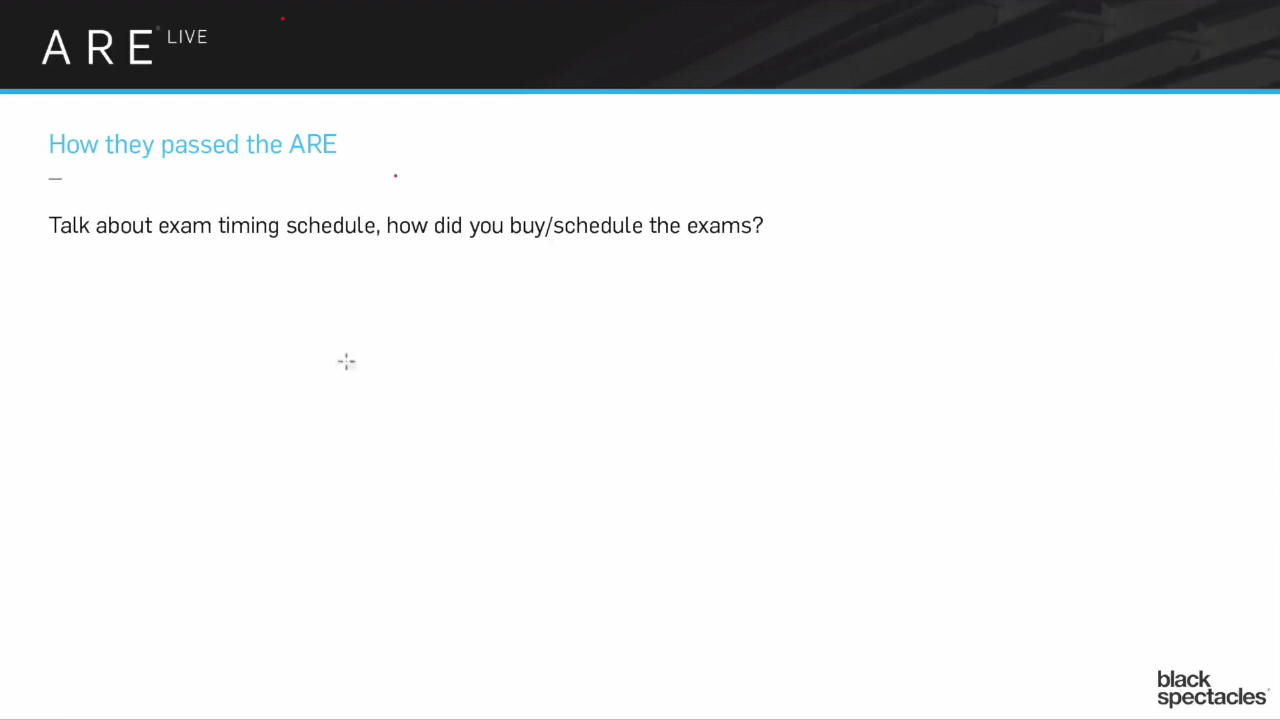 ARE® LIVE
How they passed the ARE
Talk about exam timing schedule, how did you buy/schedule the exams?
black
spectacles®